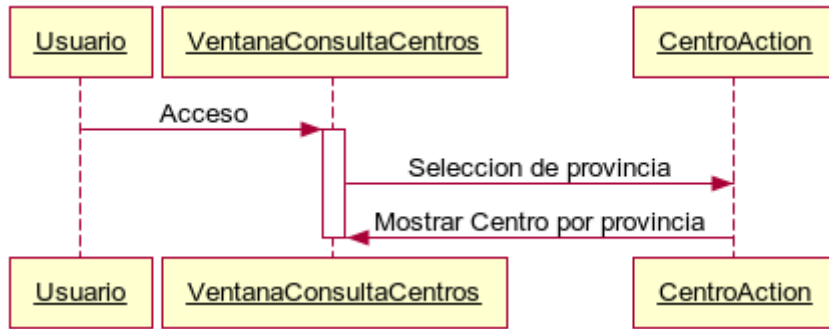 Usuario
VentanaConsultaCentros
CentroAction
Acceso
Seleccion de provincia
Mostrar Centro por provincia
Usuario
VentanaConsultaCentros
CentroAction